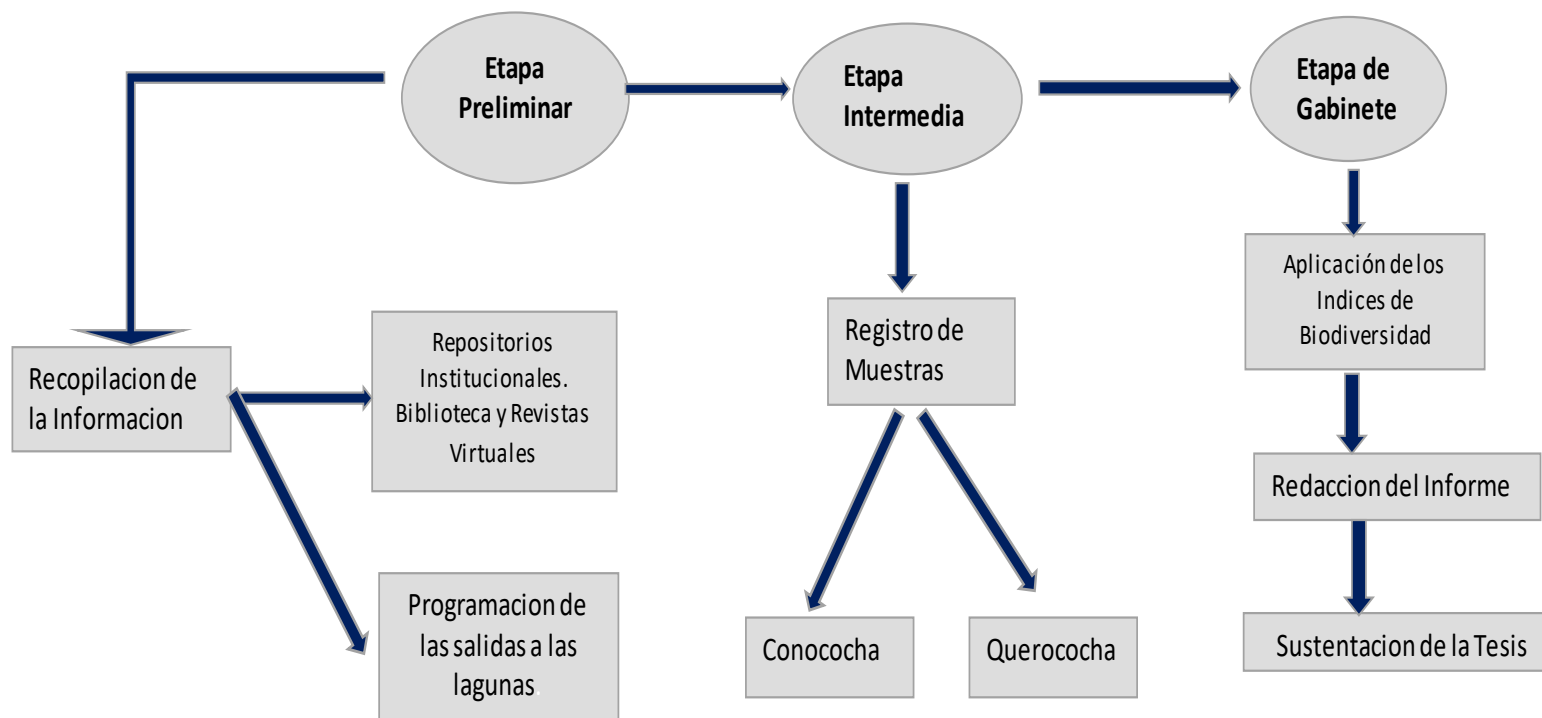 Etapa
Preliminar
Etapa
Intermedia
Etapa de
Gabinete
Recopilacion de
la Informacion
Repositorios
Institucionales.
Biblioteca y Revistas
Virtuales
Programacion de
las salidas a las
lagunas.
Registro de
Muestras
Conococha
Querococha
Aplicación de los
Indices de
Biodiversidad
Redaccion del Informe
Sustentacion de la Tesis